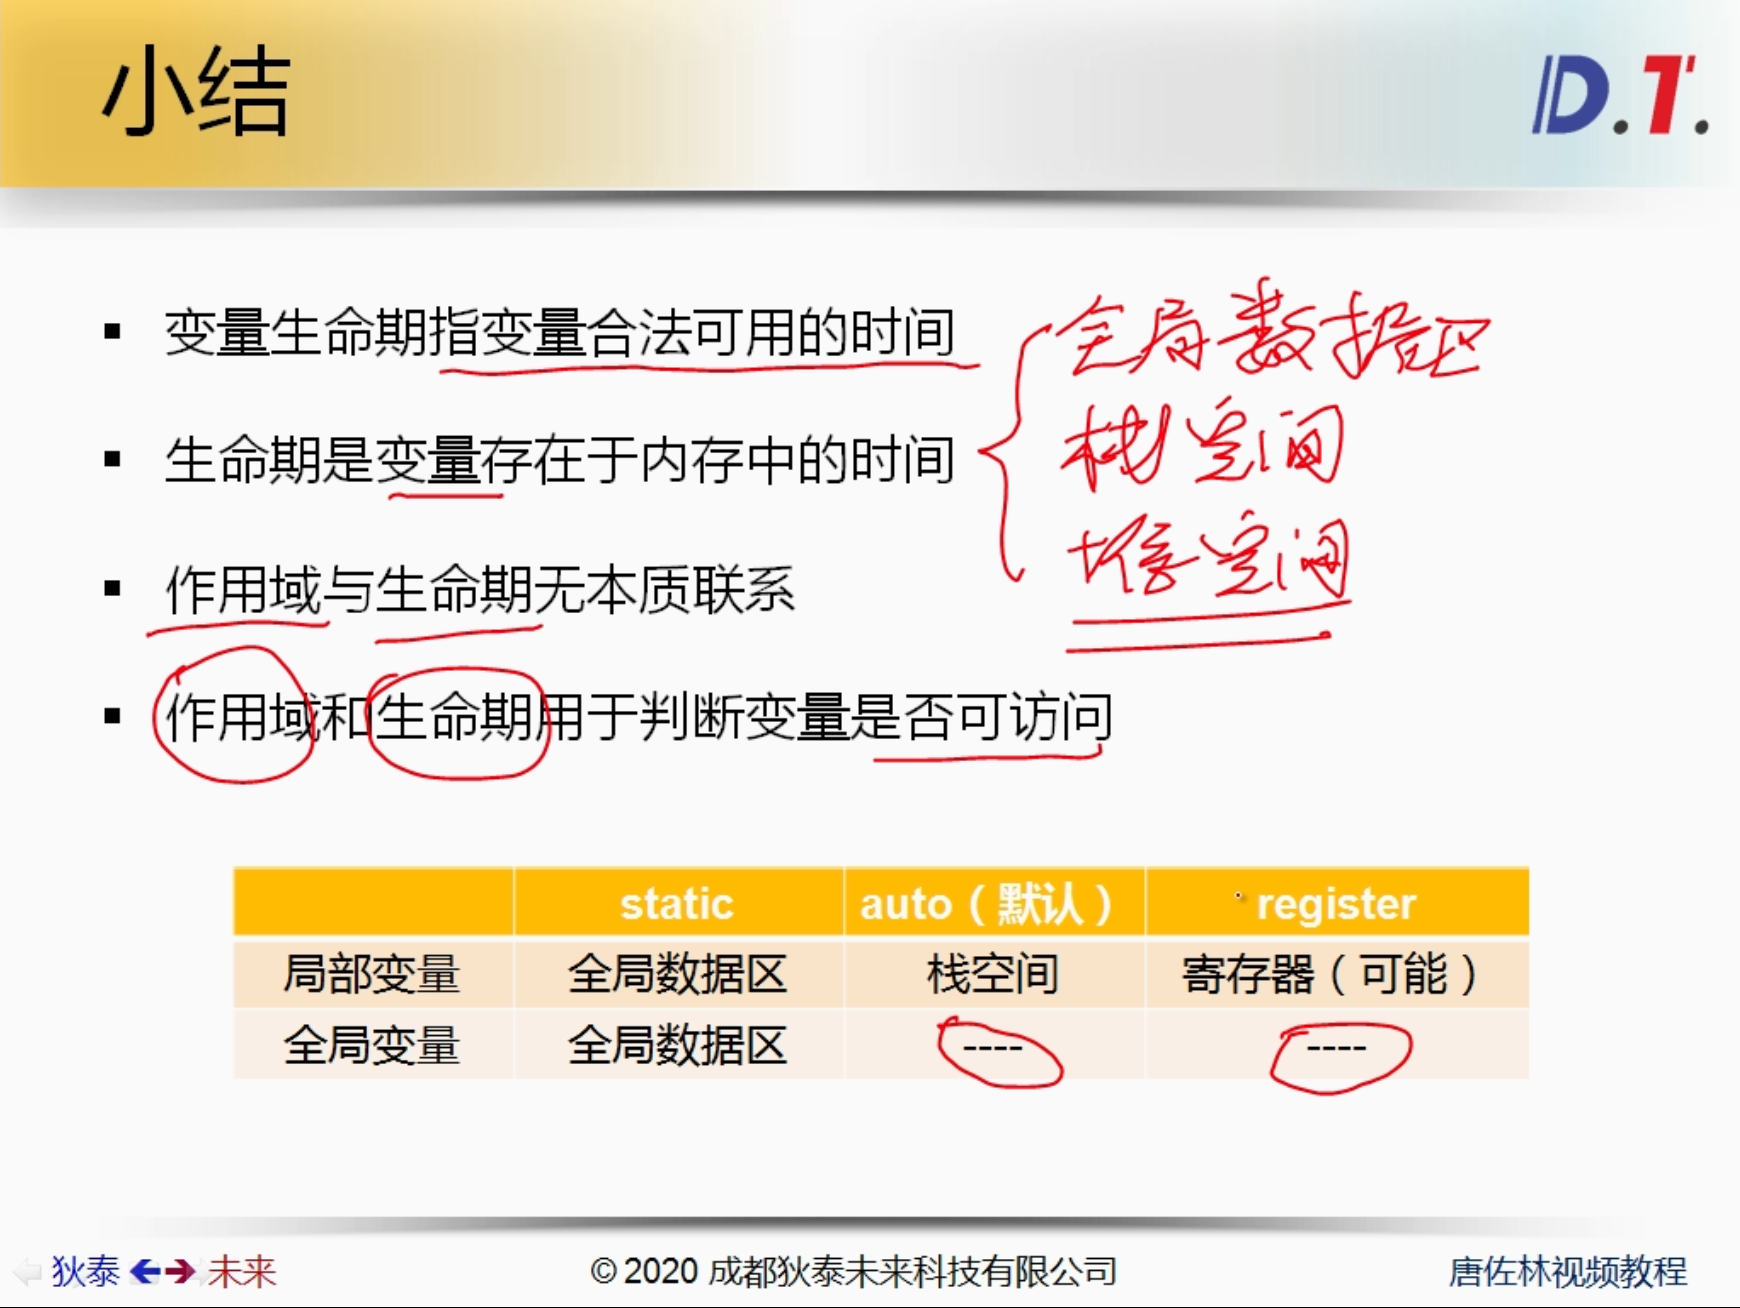 小结
D.T.
变量生命期指变量合法可用的时间
全局数据区
生命期是变量存在于内存中的时间
栈空间
作用域与生命期无本质联系
堆空间
作用域和生命期用于判断变量是否可访问
static auto（默认） register
局部变量 全局数据区 栈空间 寄存器（可能）
全局变量 全局数据区 ---- ----
狄泰 未来 © 2020 成都狄泰未来科技有限公司 唐佐林视频教程